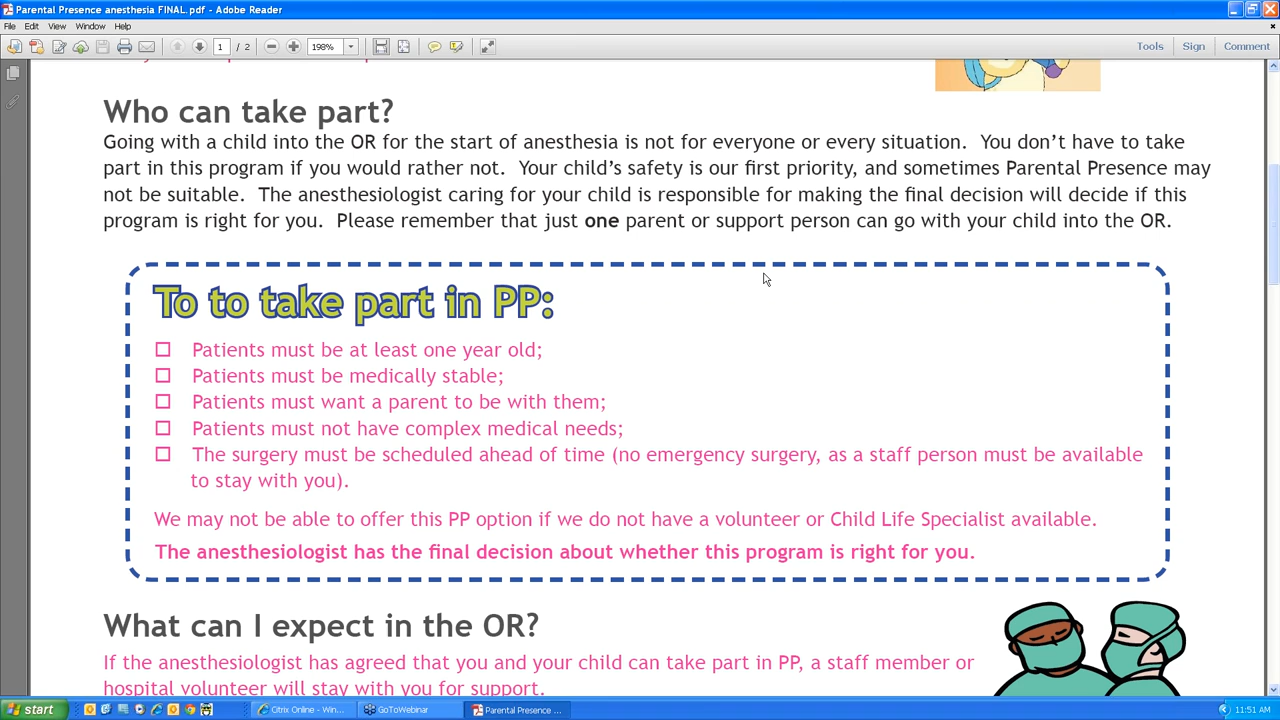 Parental Presence anesthesia FINAL.pdf - Adobe Reader
File Edit View Window Help
1 / 2 198% Tools Sign Comment
Who can take part?
Going with a child into the OR for the start of anesthesia is not for everyone or every situation. You don't have to take
part in this program if you would rather not. Your child's safety is our first priority, and sometimes Parental Presence may
not be suitable. The anesthesiologist caring for your child is responsible for making the final decision will decide if this
program is right for you. Please remember that just one parent or support person can go with your child into the OR.
To to take part in PP:
Patients must be at least one year old;
Patients must be medically stable;
Patients must want a parent to be with them;
Patients must not have complex medical needs;
The surgery must be scheduled ahead of time (no emergency surgery, as a staff person must be available
to stay with you).
We may not be able to offer this PP option if we do not have a volunteer or Child Life Specialist available.
The anesthesiologist has the final decision about whether this program is right for you.
What can I expect in the OR?
If the anesthesiologist has agreed that you and your child can take part in PP, a staff member or
hospital volunteer will stay with you for support.
start Citrix Online - Win... GoToWebinar Parental Presence ... 11:51 AM